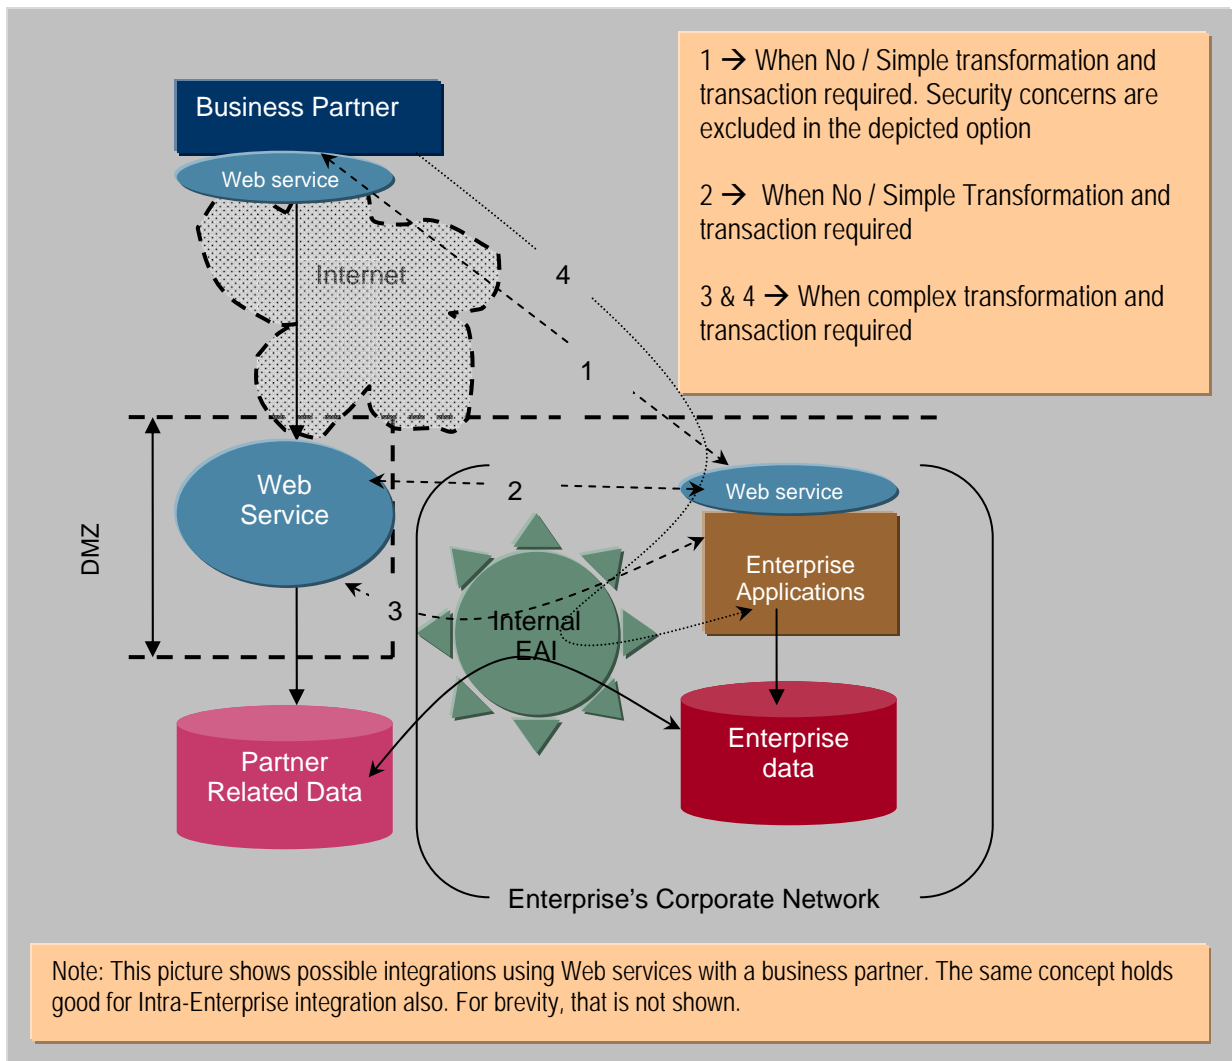 Business Partner
Web service
Internet
1 → When No / Simple transformation and
transaction required. Security concerns are
excluded in the depicted option
2 → When No / Simple Transformation and
transaction required
3 & 4 → When complex transformation and
transaction required
4
1
DMZ
Web
Service
2
Web service
Enterprise
Applications
3
Internal
EAI
Partner
Related Data
Enterprise
data
Enterprise’s Corporate Network
Note: This picture shows possible integrations using Web services with a business partner. The same concept holds
good for Intra-Enterprise integration also. For brevity, that is not shown.